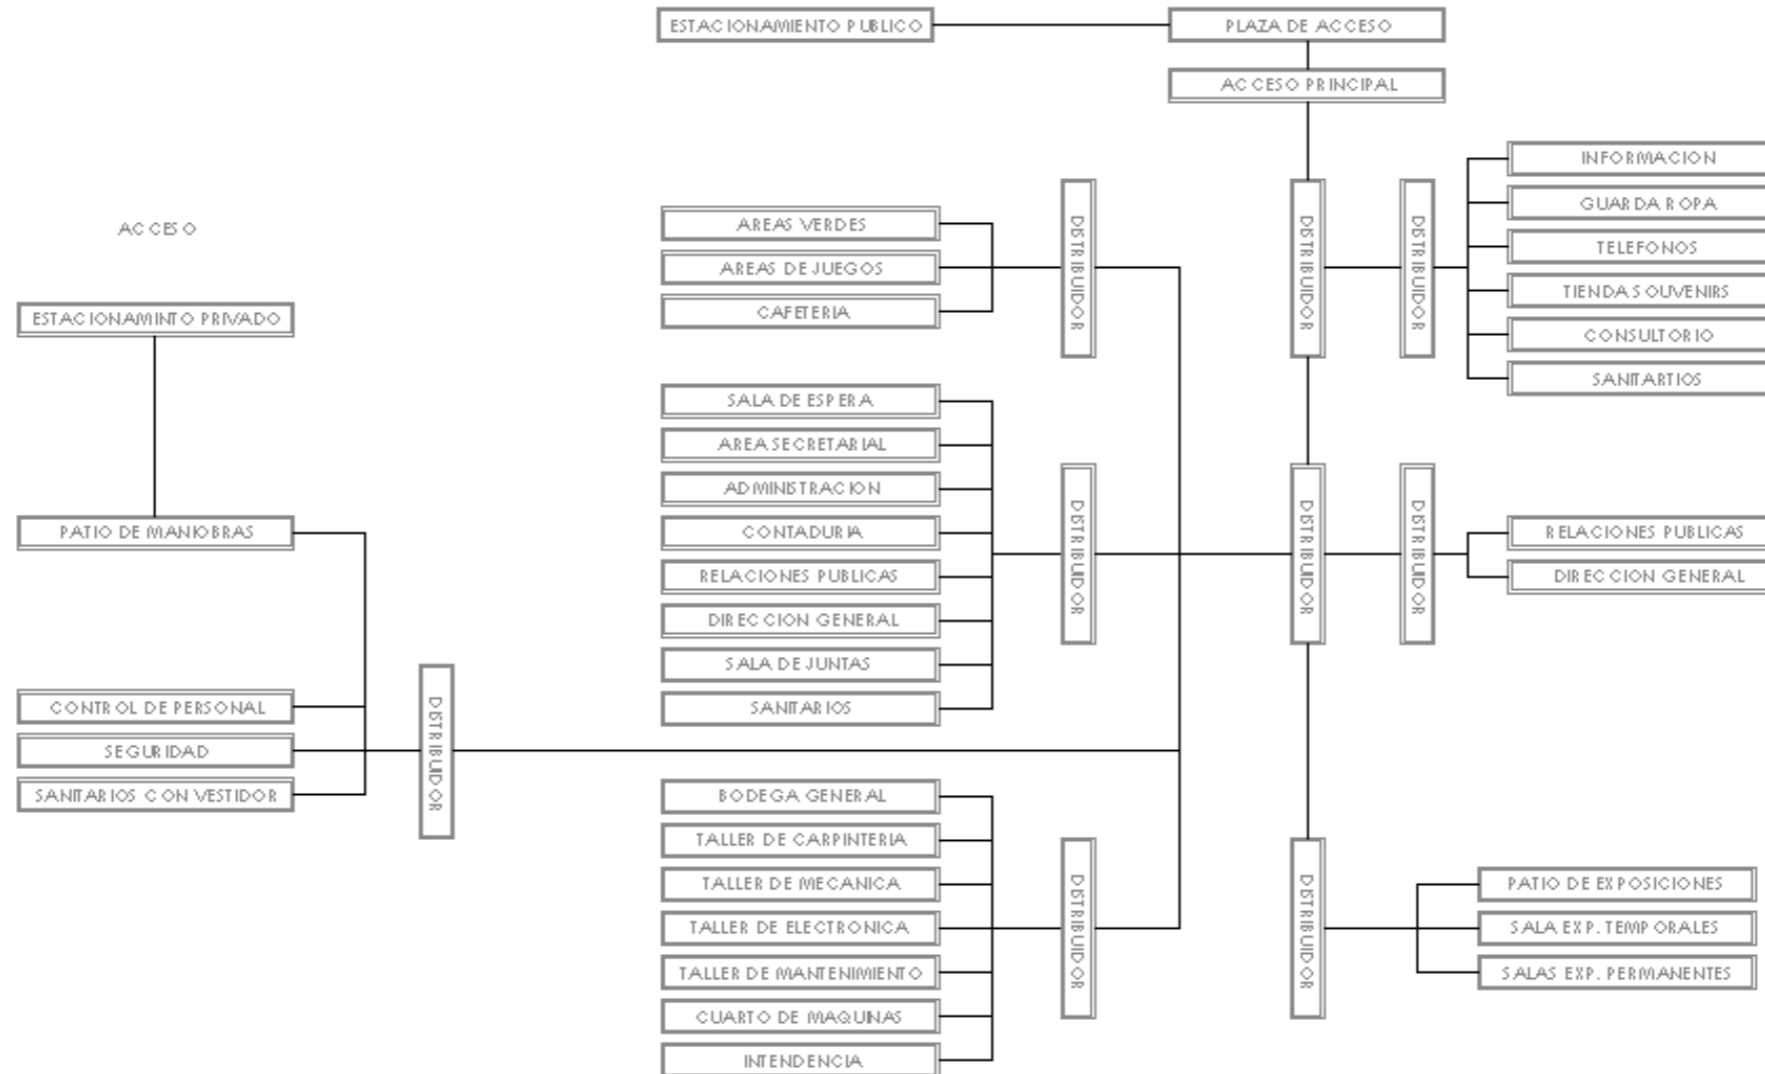 ESTACIONAMIENTO PUBLICO
PLAZA DE ACCESO
ACCESO PRINCIPAL
INFORMACION
GUARDA ROPA
TELEFONOS
TIENDA SOUVENIRS
CONSULTORIO
SANITARTIOS
DISTRIBUIDOR
DISTRIBUIDOR
DISTRIBUIDOR
AREAS VERDES
AREAS DE JUEGOS
CAFETERIA
ACCESO
ESTACIONAMINTO PRIVADO
PATIO DE MANIOBRAS
CONTROL DE PERSONAL
SEGURIDAD
SANITARIOS CON VESTIDOR
DISTRIBUIDOR
SALA DE ESPERA
AREA SECRETARIAL
ADMINISTRACION
CONTADURIA
RELACIONES PUBLICAS
DIRECCION GENERAL
SALA DE JUNTAS
SANITARIOS
DISTRIBUIDOR
DISTRIBUIDOR
DISTRIBUIDOR
RELACIONES PUBLICAS
DIRECCION GENERAL
BODEGA GENERAL
TALLER DE CARPINTERIA
TALLER DE MECANICA
TALLER DE ELECTRONICA
TALLER DE MANTENIMIENTO
CUARTO DE MAQUINAS
INTENDENCIA
DISTRIBUIDOR
DISTRIBUIDOR
PATIO DE EXPOSICIONES
SALA EXP. TEMPORALES
SALAS EXP. PERMANENTES